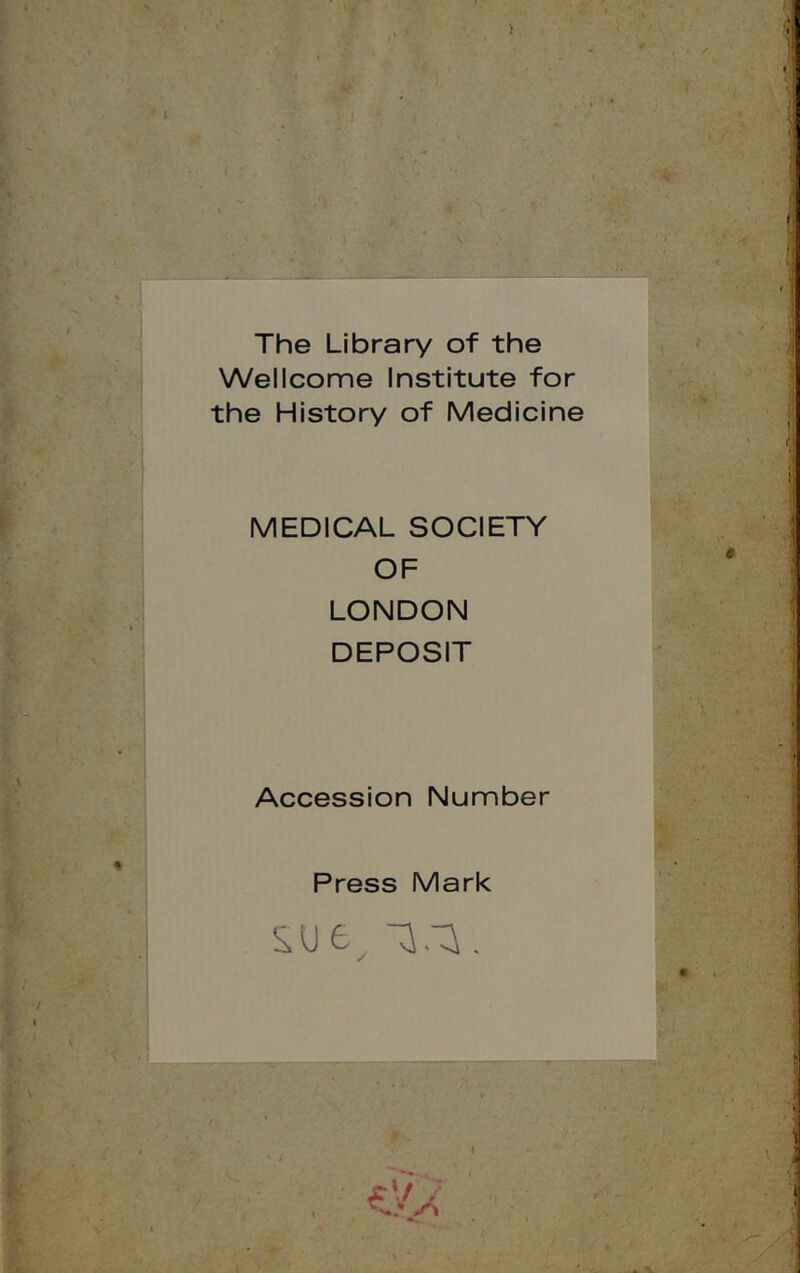 The Library of the
Wellcome Institute for
the History of Medicine
MEDICAL SOCIETY
OF
LONDON
DEPOSIT
Accession Number
Press Mark
SUE,